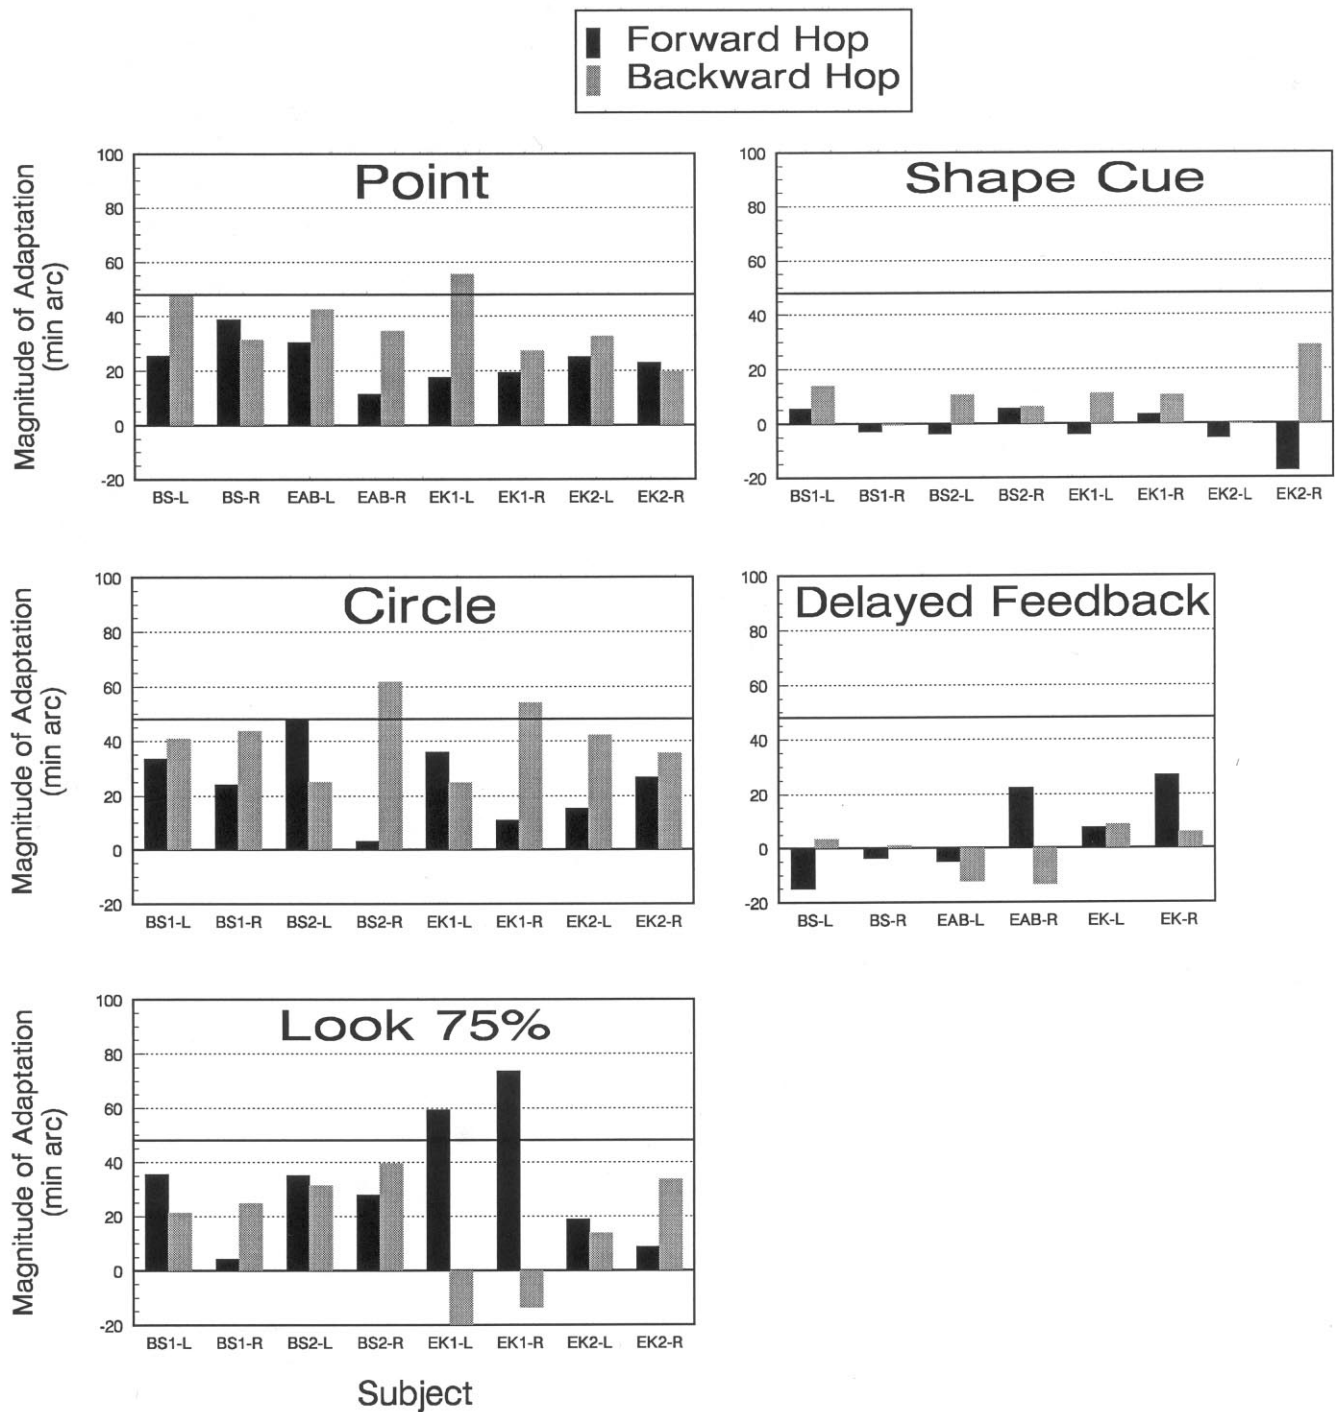 Forward Hop
Backward Hop
Magnitude of Adaptation
(min arc)
Point
100
80
60
40
20
0
-20
BS-L BS-R EAB-L EAB-R EK1-L EK1-R EK2-L EK2-R
Shape Cue
100
80
60
40
20
0
-20
BS1-L BS1-R BS2-L BS2-R EK1-L EK1-R EK2-L EK2-R
Magnitude of Adaptation
(min arc)
Circle
100
80
60
40
20
0
-20
BS1-L BS1-R BS2-L BS2-R EK1-L EK1-R EK2-L EK2-R
Delayed Feedback
100
80
60
40
20
0
-20
BS-L BS-R EAB-L EAB-R EK-L EK-R
Magnitude of Adaptation
(min arc)
Look 75%
100
80
60
40
20
0
-20
BS1-L BS1-R BS2-L BS2-R EK1-L EK1-R EK2-L EK2-R
Subject